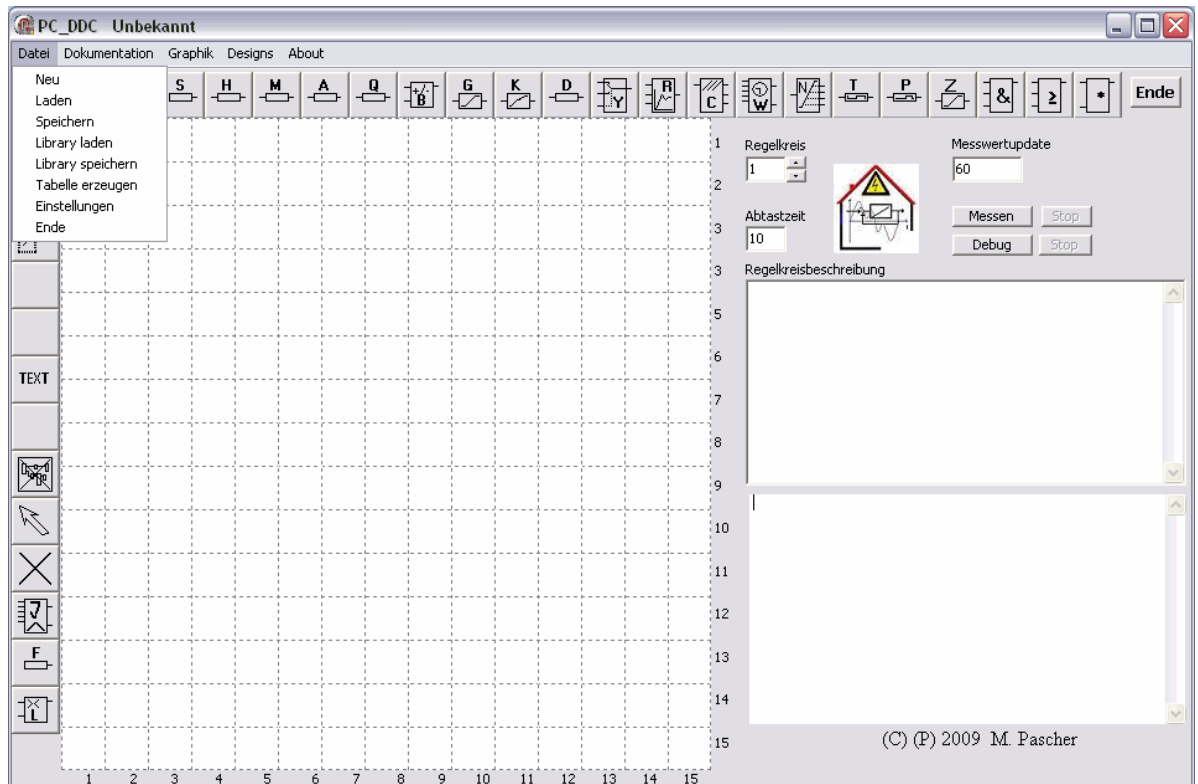 PC_DDC Unbekannt
Datei Dokumentation Graphik Designs About
Neu
Laden
Speichern
Library laden
Library speichern
Tabelle erzeugen
Einstellungen
Ende
S H M A Q +/- B G K D Y R C W N T P Z & ≥ * Ende
TEXT
F
L
1
2
3
3
5
6
7
8
9
10
11
12
13
14
15
1 2 3 4 5 6 7 8 9 10 11 12 13 14 15
Regelkreis
1
Messwertupdate
60
Abtastzeit
10
Messen Stop
Debug Stop
Regelkreisbeschreibung
(C) (P) 2009 M. Pascher